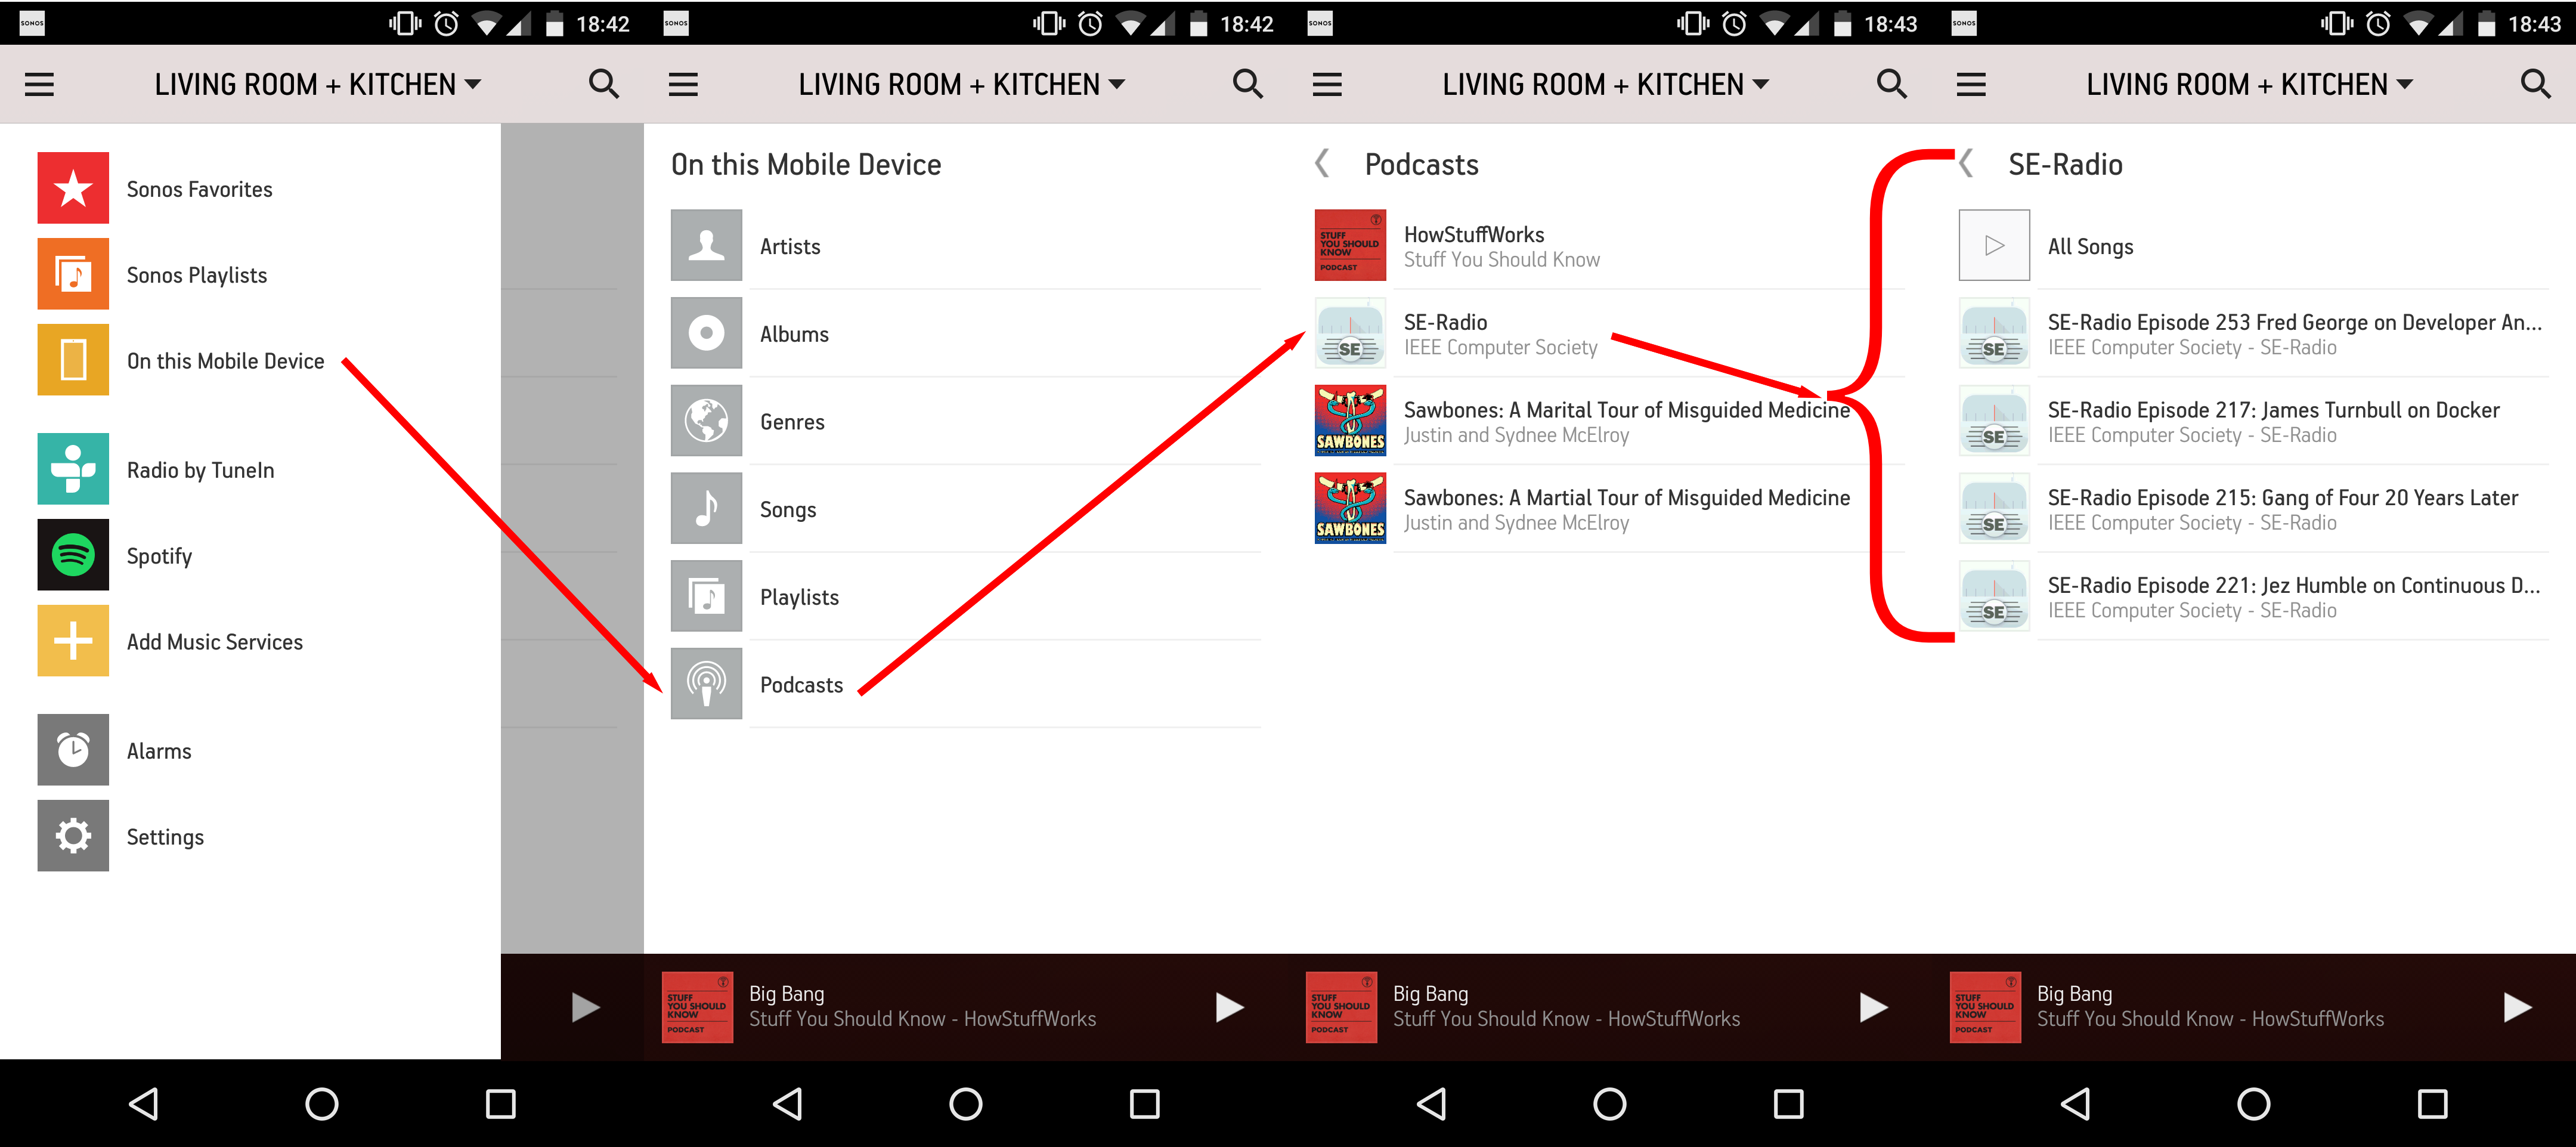 SONOS
18:42
LIVING ROOM + KITCHEN
Sonos Favorites
Sonos Playlists
On this Mobile Device
Radio by TuneIn
Spotify
Add Music Services
Alarms
Settings
SONOS
18:42
LIVING ROOM + KITCHEN
On this Mobile Device
Artists
Albums
Genres
Songs
Playlists
Podcasts
STUFF
YOU SHOULD
KNOW
PODCAST
Big Bang
Stuff You Should Know - HowStuffWorks
SONOS
18:43
LIVING ROOM + KITCHEN
Podcasts
STUFF
YOU SHOULD
KNOW
PODCAST
HowStuffWorks
Stuff You Should Know
SE
SE-Radio
IEEE Computer Society
SAWBONES
Sawbones: A Marital Tour of Misguided Medicine
Justin and Sydnee McElroy
SAWBONES
Sawbones: A Martial Tour of Misguided Medicine
Justin and Sydnee McElroy
STUFF
YOU SHOULD
KNOW
PODCAST
Big Bang
Stuff You Should Know - HowStuffWorks
SONOS
18:43
LIVING ROOM + KITCHEN
SE-Radio
All Songs
SE
SE-Radio Episode 253 Fred George on Developer An...
IEEE Computer Society - SE-Radio
SE
SE-Radio Episode 217: James Turnbull on Docker
IEEE Computer Society - SE-Radio
SE
SE-Radio Episode 215: Gang of Four 20 Years Later
IEEE Computer Society - SE-Radio
SE
SE-Radio Episode 221: Jez Humble on Continuous D...
IEEE Computer Society - SE-Radio
STUFF
YOU SHOULD
KNOW
PODCAST
Big Bang
Stuff You Should Know - HowStuffWorks